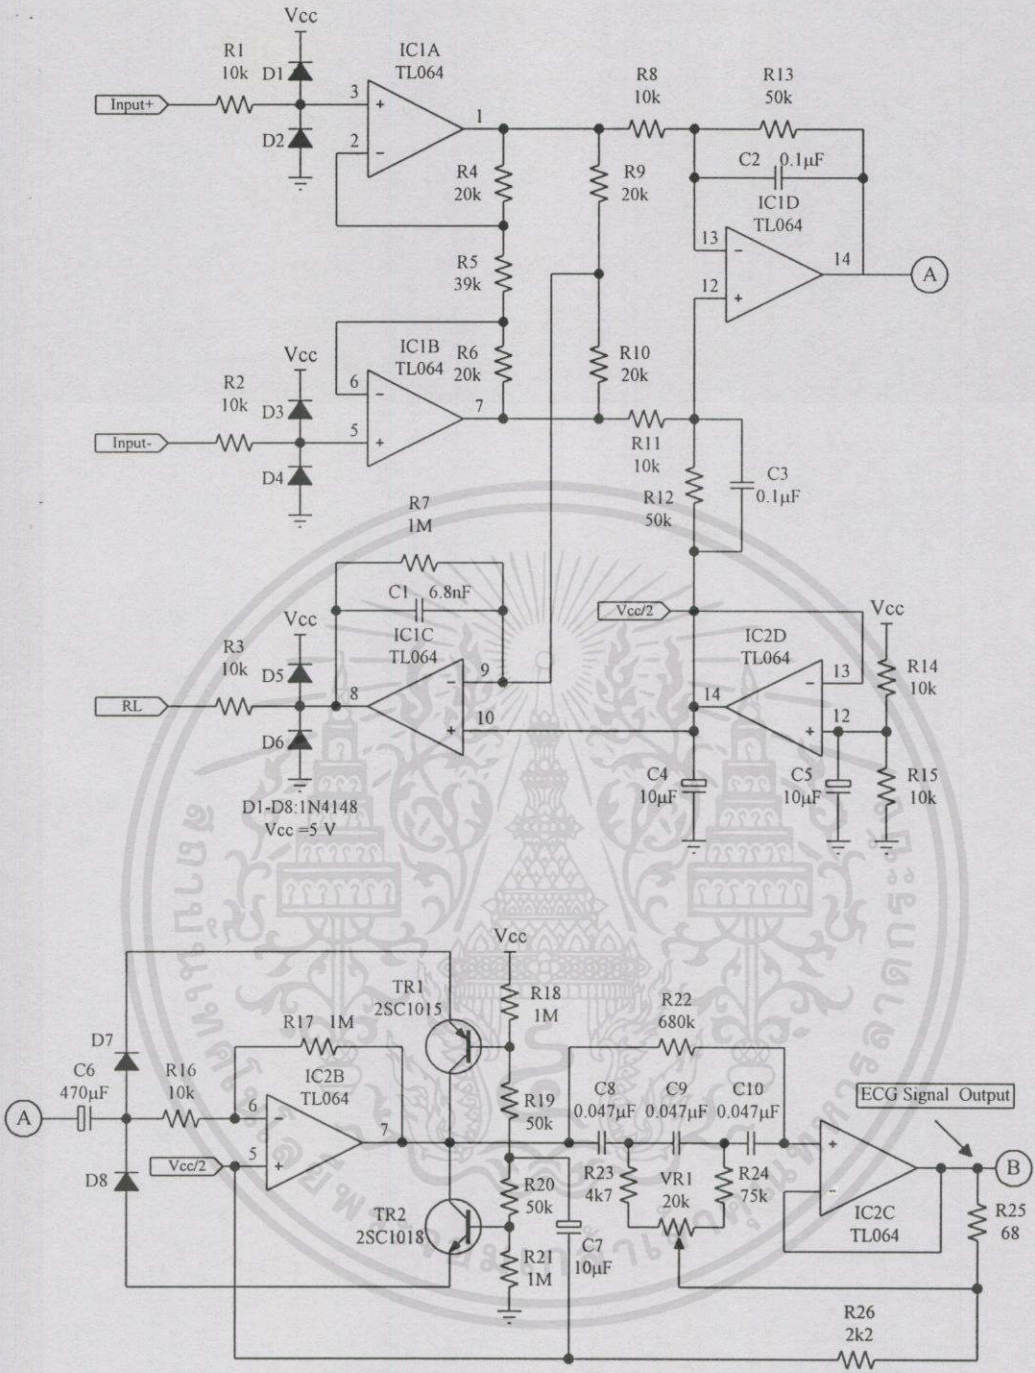 Vcc
R1
10k
D1
IC1A
TL064
Input+
3
+
1
R8
10k
R13
50k
D2
2
−
R4
20k
R9
20k
C2 0.1µF
IC1D
TL064
13
−
14
A
12
+
R5
39k
Vcc
R2
10k
D3
IC1B
TL064
R6
20k
R10
20k
6
−
7
Input-
5
+
D4
R11
10k
R12
50k
C3
0.1µF
R7
1M
C1 6.8nF
Vcc
IC1C
TL064
Vcc/2
IC2D
TL064
Vcc
R3
10k
D5
9
−
13
−
R14
10k
RL
8
14
10
+
12
+
D6
C4
10µF
C5
10µF
R15
10k
D1-D8:1N4148
Vcc =5 V
Vcc
TR1
2SC1015
R18
1M
R22
680k
D7
R17 1M
C6
470µF
R16
10k
IC2B
TL064
R19
50k
C8
0.047µF
C9
0.047µF
C10
0.047µF
ECG Signal Output
A
6
−
7
+
Vcc/2
5
+
B
D8
R20
50k
R23
4k7
VR1
20k
R24
75k
−
IC2C
TL064
R25
68
TR2
2SC1018
R21
1M
C7
10µF
R26
2k2